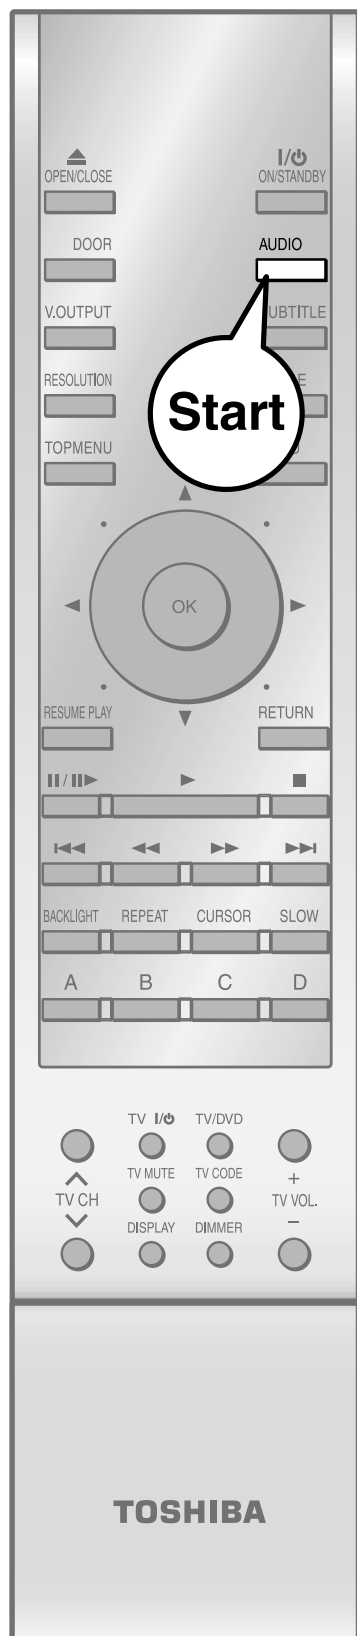 OPEN/CLOSE I/⏻ ON/STANDBY
DOOR AUDIO
V.OUTPUT
RESOLUTION
Start
TOPMENU
OK
RESUME PLAY RETURN
BACKLIGHT REPEAT CURSOR SLOW
A B C D
TV I/⏻ TV/DVD
TV CH TV MUTE TV CODE + TV VOL. −
DISPLAY DIMMER
TOSHIBA